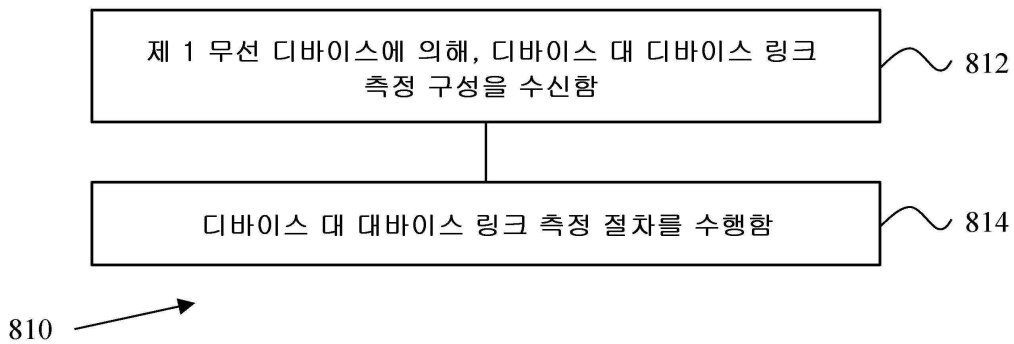 제 1 무선 디바이스에 의해, 디바이스 대 디바이스 링크
측정 구성을 수신함
812
디바이스 대 대바이스 링크 측정 절차를 수행함
814
810